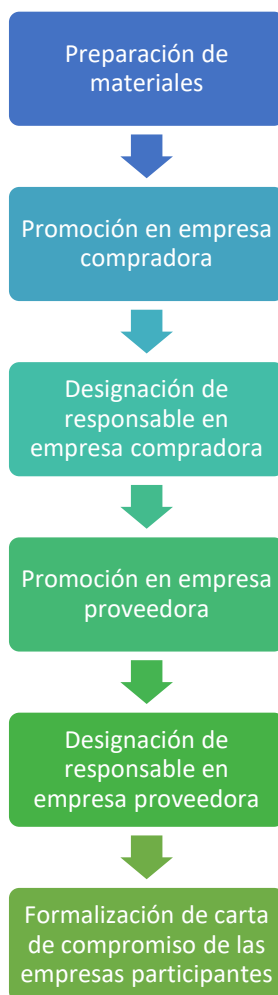 Preparación de
materiales
Promoción en empresa
compradora
Designación de
responsable en
empresa compradora
Promoción en empresa
proveedora
Designación de
responsable en
empresa proveedora
Formalización de carta
de compromiso de las
empresas participantes